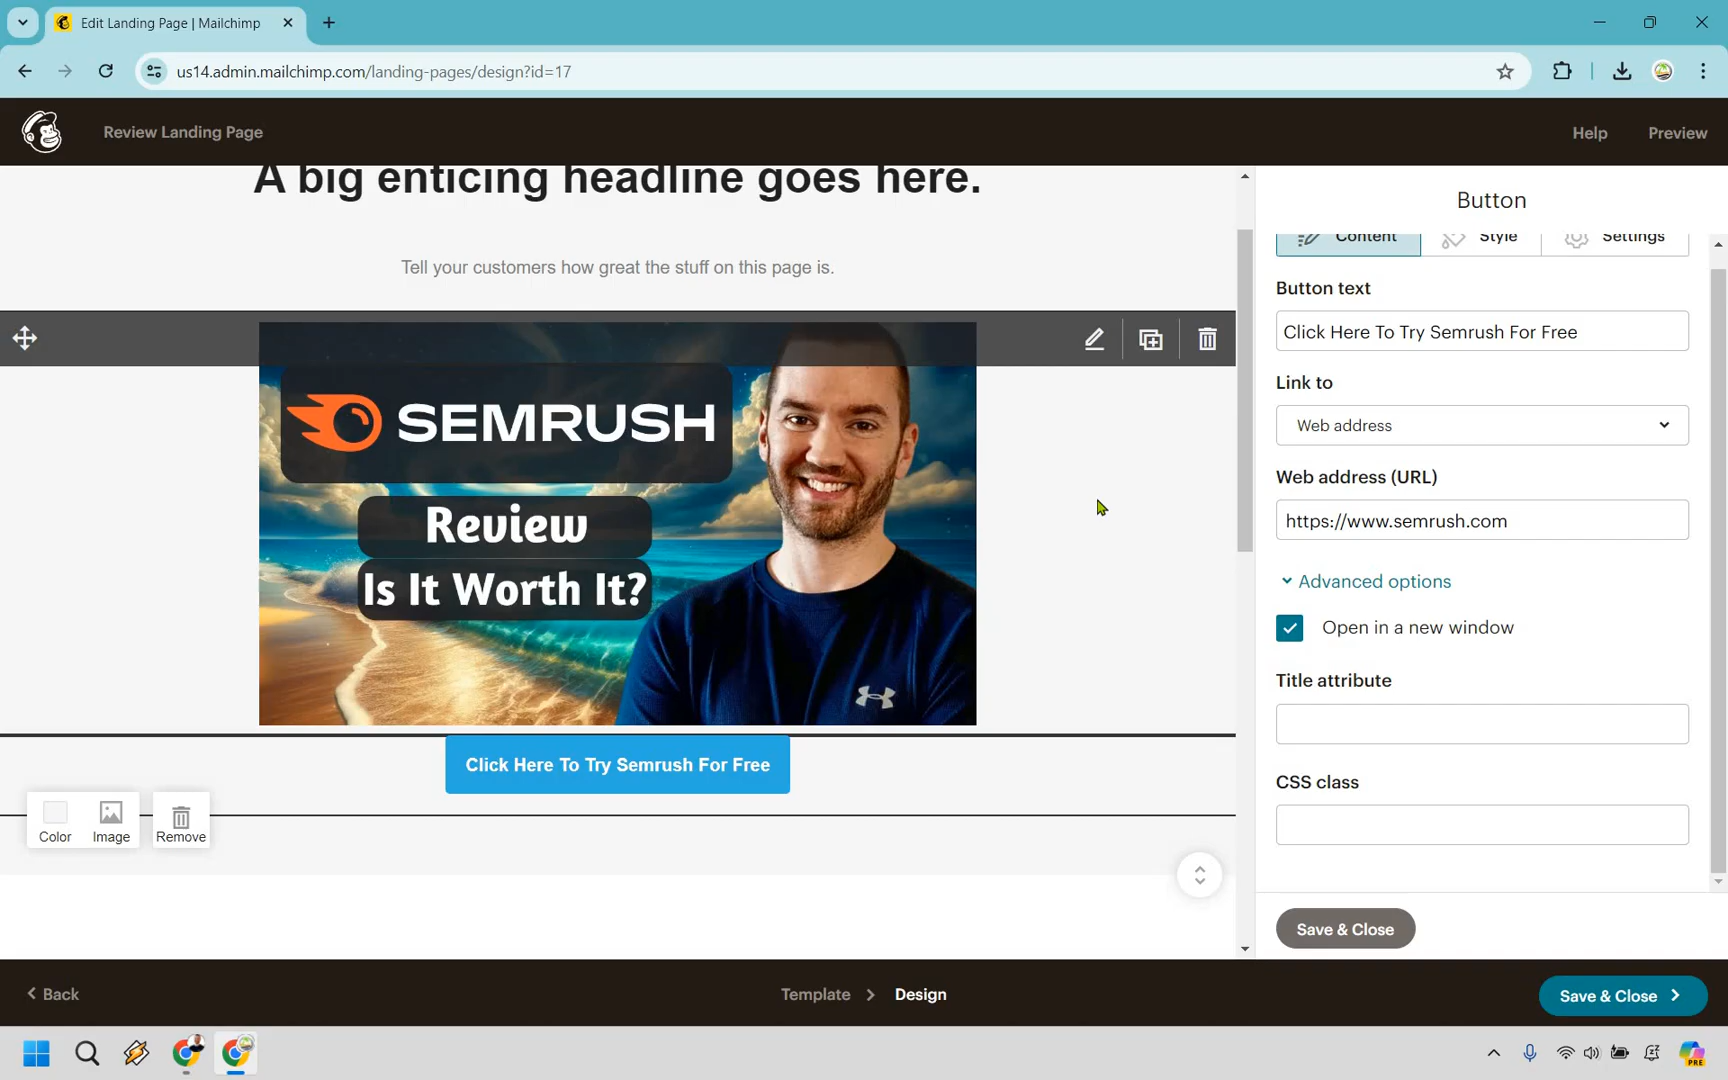 Edit Landing Page | Mailchimp
us14.admin.mailchimp.com/landing-pages/design?id=17
Review Landing Page
Help
Preview
A big enticing headline goes here.
Tell your customers how great the stuff on this page is.
SEMRUSH
Review
Is It Worth It?
Click Here To Try Semrush For Free
Color
Image
Remove
Button
Content
Style
Settings
Button text
Click Here To Try Semrush For Free
Link to
Web address
Web address (URL)
https://www.semrush.com
Advanced options
Open in a new window
Title attribute
CSS class
Save & Close
Back
Template
Design
Save & Close
PRE